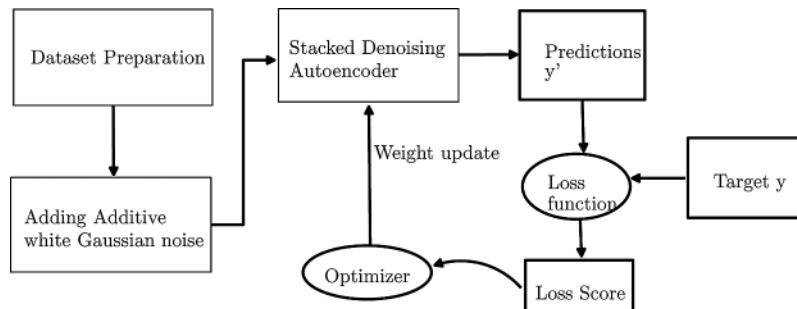 Dataset Preparation
Adding Additive
white Gaussian noise
Stacked Denoising
Autoencoder
Predictions
y'
Weight update
Loss
function
Target y
Optimizer
Loss Score